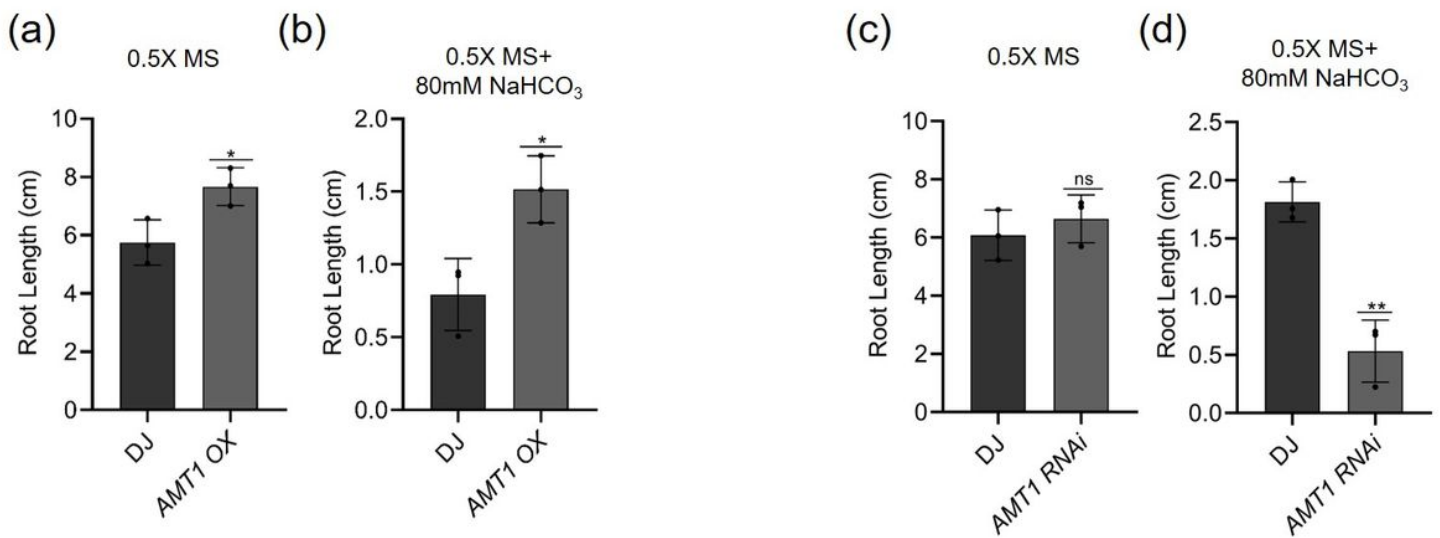 (a)
0.5X MS
Root Length (cm)
10
8
6
4
2
0
*
DJ
AMT1 OX
(b)
0.5X MS+
80mM NaHCO₃
Root Length (cm)
2.0
1.5
1.0
0.5
0.0
*
DJ
AMT1 OX
(c)
0.5X MS
Root Length (cm)
10
8
6
4
2
0
ns
DJ
AMT1 RNAi
(d)
0.5X MS+
80mM NaHCO₃
Root Length (cm)
2.5
2.0
1.5
1.0
0.5
0.0
**
DJ
AMT1 RNAi